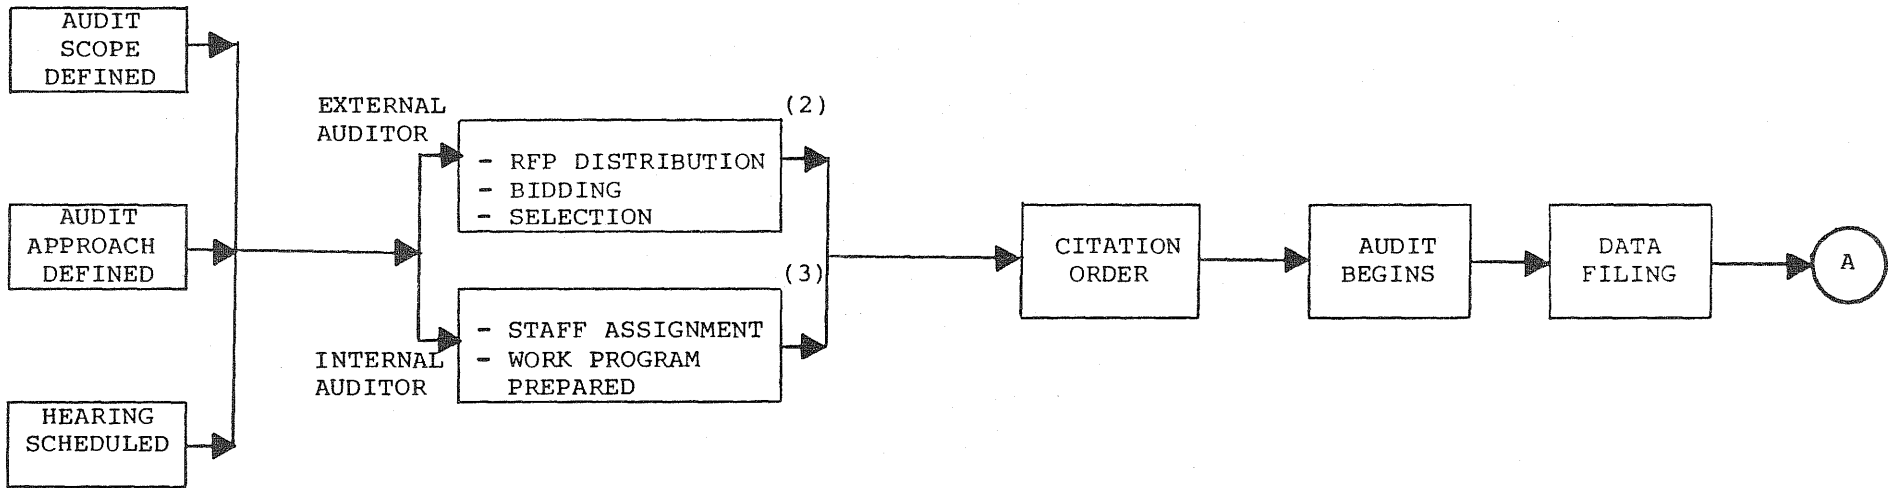 AUDIT
SCOPE
DEFINED
AUDIT
APPROACH
DEFINED
HEARING
SCHEDULED
EXTERNAL
AUDITOR
(2)
- RFP DISTRIBUTION
- BIDDING
- SELECTION
INTERNAL
AUDITOR
(3)
- STAFF ASSIGNMENT
- WORK PROGRAM
PREPARED
CITATION
ORDER
AUDIT
BEGINS
DATA
FILING
A